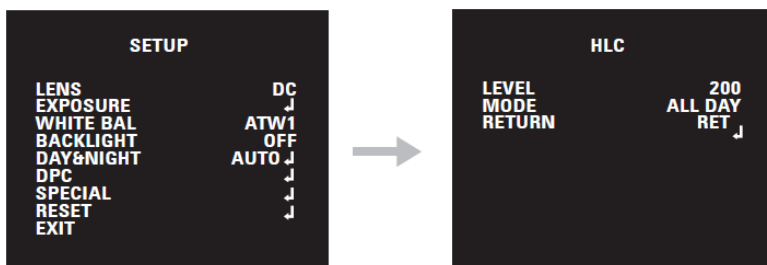 SETUP
LENS DC
EXPOSURE ↲
WHITE BAL ATW1
BACKLIGHT OFF
DAY&NIGHT AUTO ↲
DPC ↲
SPECIAL ↲
RESET ↲
EXIT
HLC
LEVEL 200
MODE ALL DAY
RETURN RET ↲